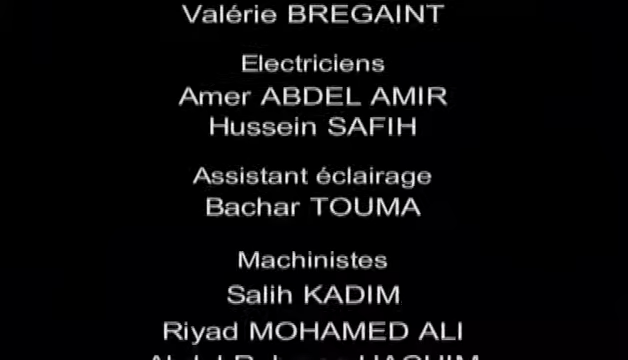 Valérie BREGAINT
Electriciens
Amer ABDEL AMIR
Hussein SAFIH
Assistant éclairage
Bachar TOUMA
Machinistes
Salih KADIM
Riyad MOHAMED ALI